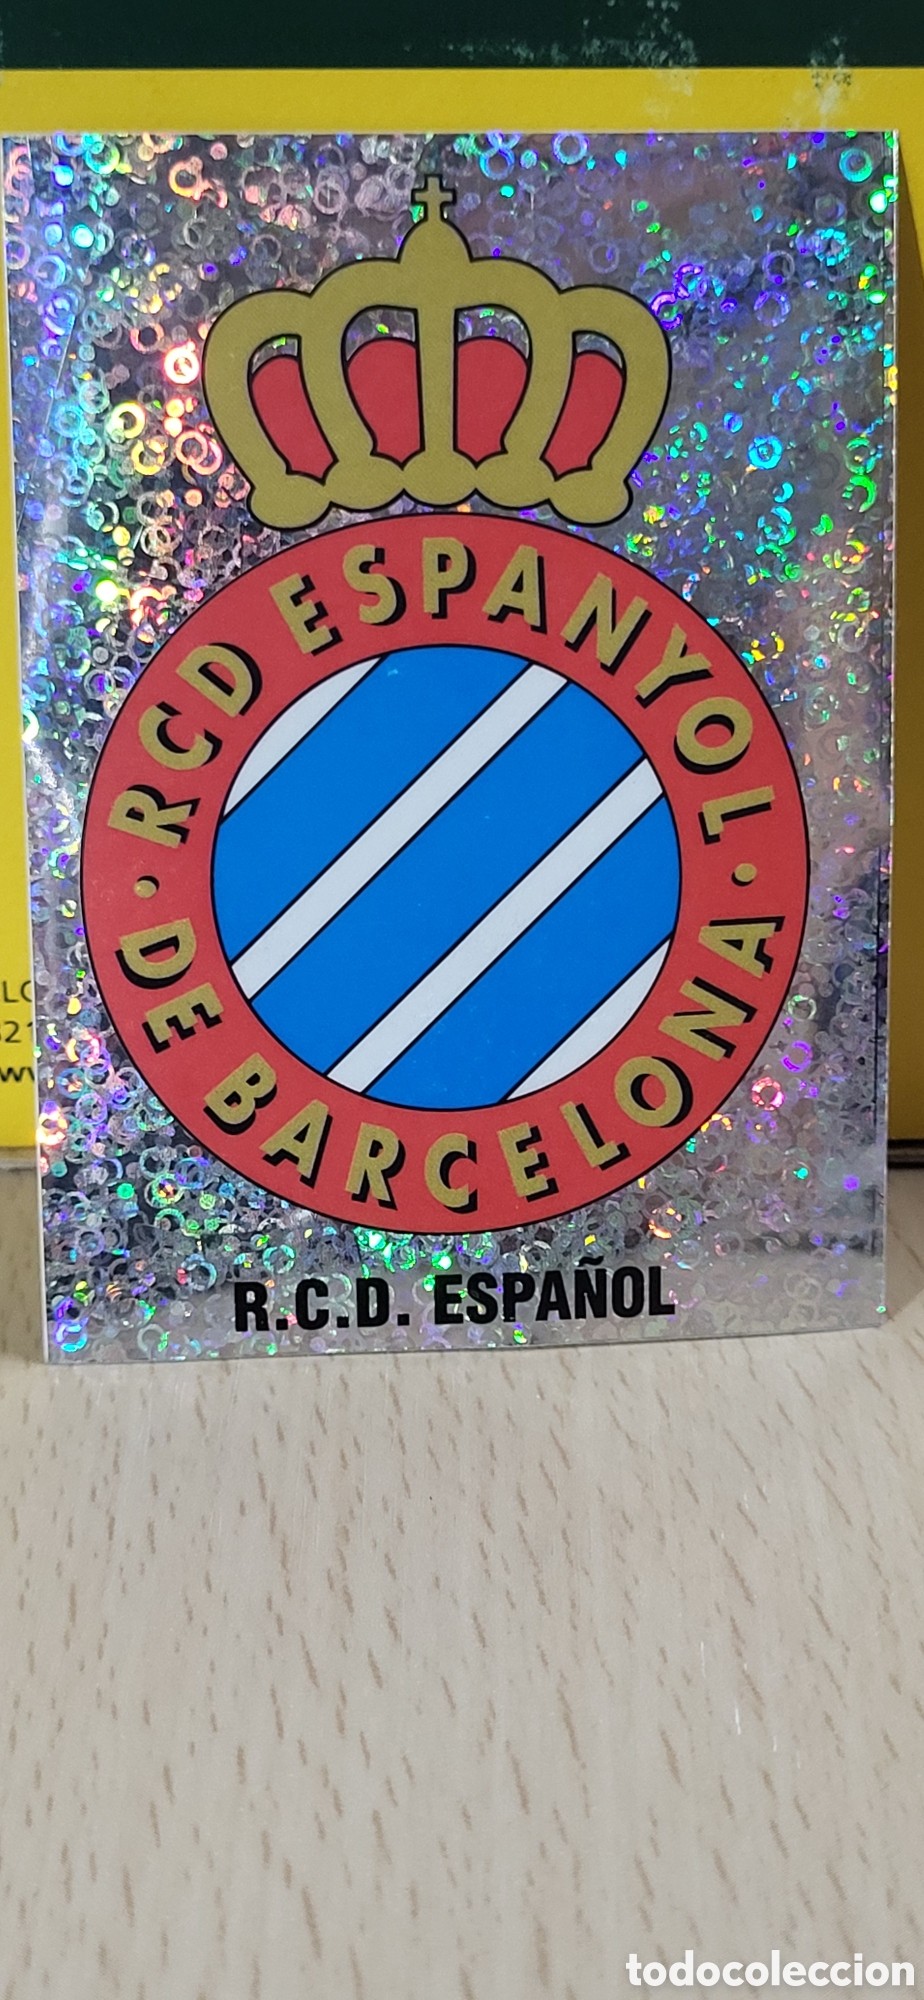 · RCD ESPANYOL ·
DE BARCELONA
R.C.D. ESPAÑOL
todocoleccion